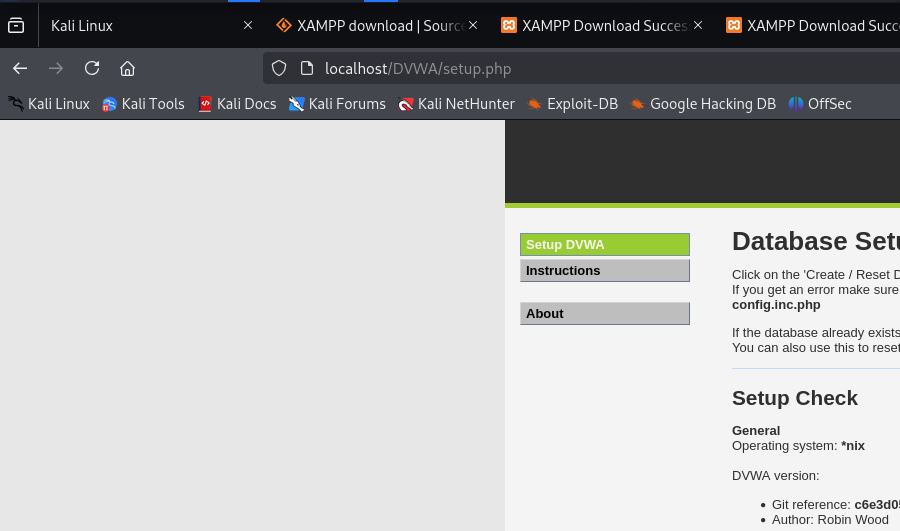 Kali Linux
XAMPP download | Source
XAMPP Download Success
XAMPP Download Succ
localhost/DVWA/setup.php
Kali Linux Kali Tools Kali Docs Kali Forums Kali NetHunter Exploit-DB Google Hacking DB OffSec
Setup DVWA
Instructions
About
Database Setu
Click on the 'Create / Reset D
If you get an error make sure
config.inc.php
If the database already exists
You can also use this to reset
Setup Check
General
Operating system: *nix
DVWA version:
• Git reference: c6e3d05
• Author: Robin Wood